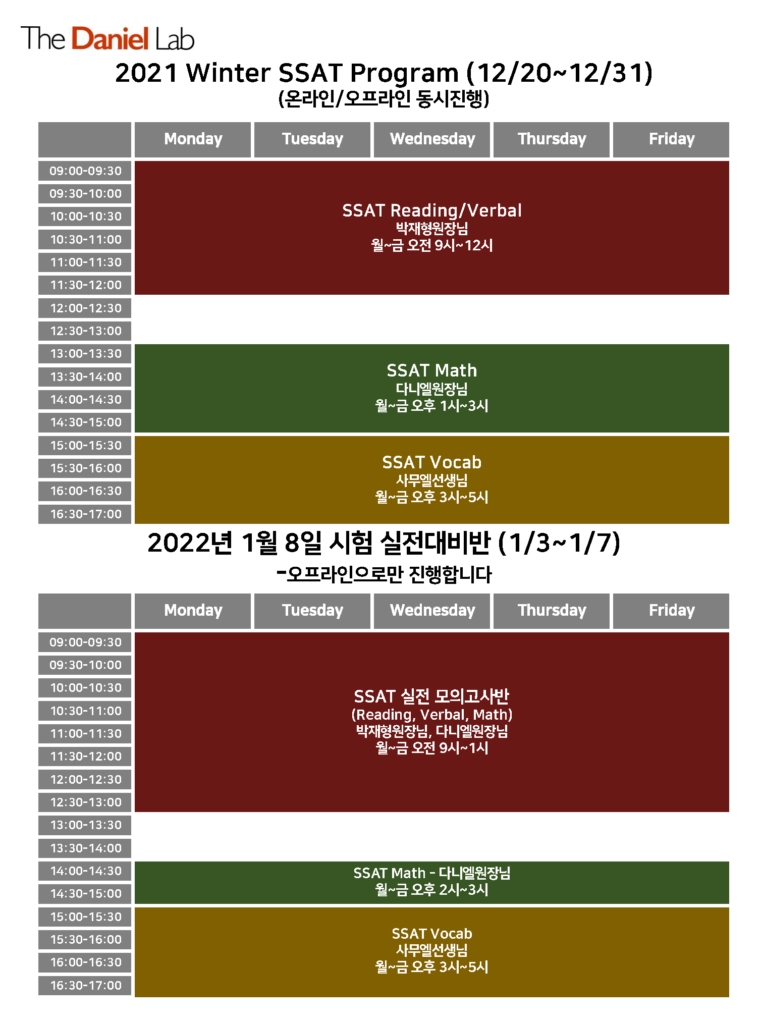 The Daniel Lab
2021 Winter SSAT Program (12/20~12/31)
(온라인/오프라인 동시진행)
Monday Tuesday Wednesday Thursday Friday
09:00-09:30
09:30-10:00
10:00-10:30
10:30-11:00
11:00-11:30
11:30-12:00
SSAT Reading/Verbal
박재형원장님
월~금 오전 9시~12시
12:00-12:30
12:30-13:00
13:00-13:30
13:30-14:00
14:00-14:30
14:30-15:00
SSAT Math
다니엘원장님
월~금 오후 1시~3시
15:00-15:30
15:30-16:00
16:00-16:30
16:30-17:00
SSAT Vocab
사무엘선생님
월~금 오후 3시~5시
2022년 1월 8일 시험 실전대비반 (1/3~1/7)
-오프라인으로만 진행합니다
Monday Tuesday Wednesday Thursday Friday
09:00-09:30
09:30-10:00
10:00-10:30
10:30-11:00
11:00-11:30
11:30-12:00
12:00-12:30
12:30-13:00
SSAT 실전 모의고사반
(Reading, Verbal, Math)
박재형원장님, 다니엘원장님
월~금 오전 9시~1시
13:00-13:30
13:30-14:00
14:00-14:30
14:30-15:00
SSAT Math - 다니엘원장님
월~금 오후 2시~3시
15:00-15:30
15:30-16:00
16:00-16:30
16:30-17:00
SSAT Vocab
사무엘선생님
월~금 오후 3시~5시